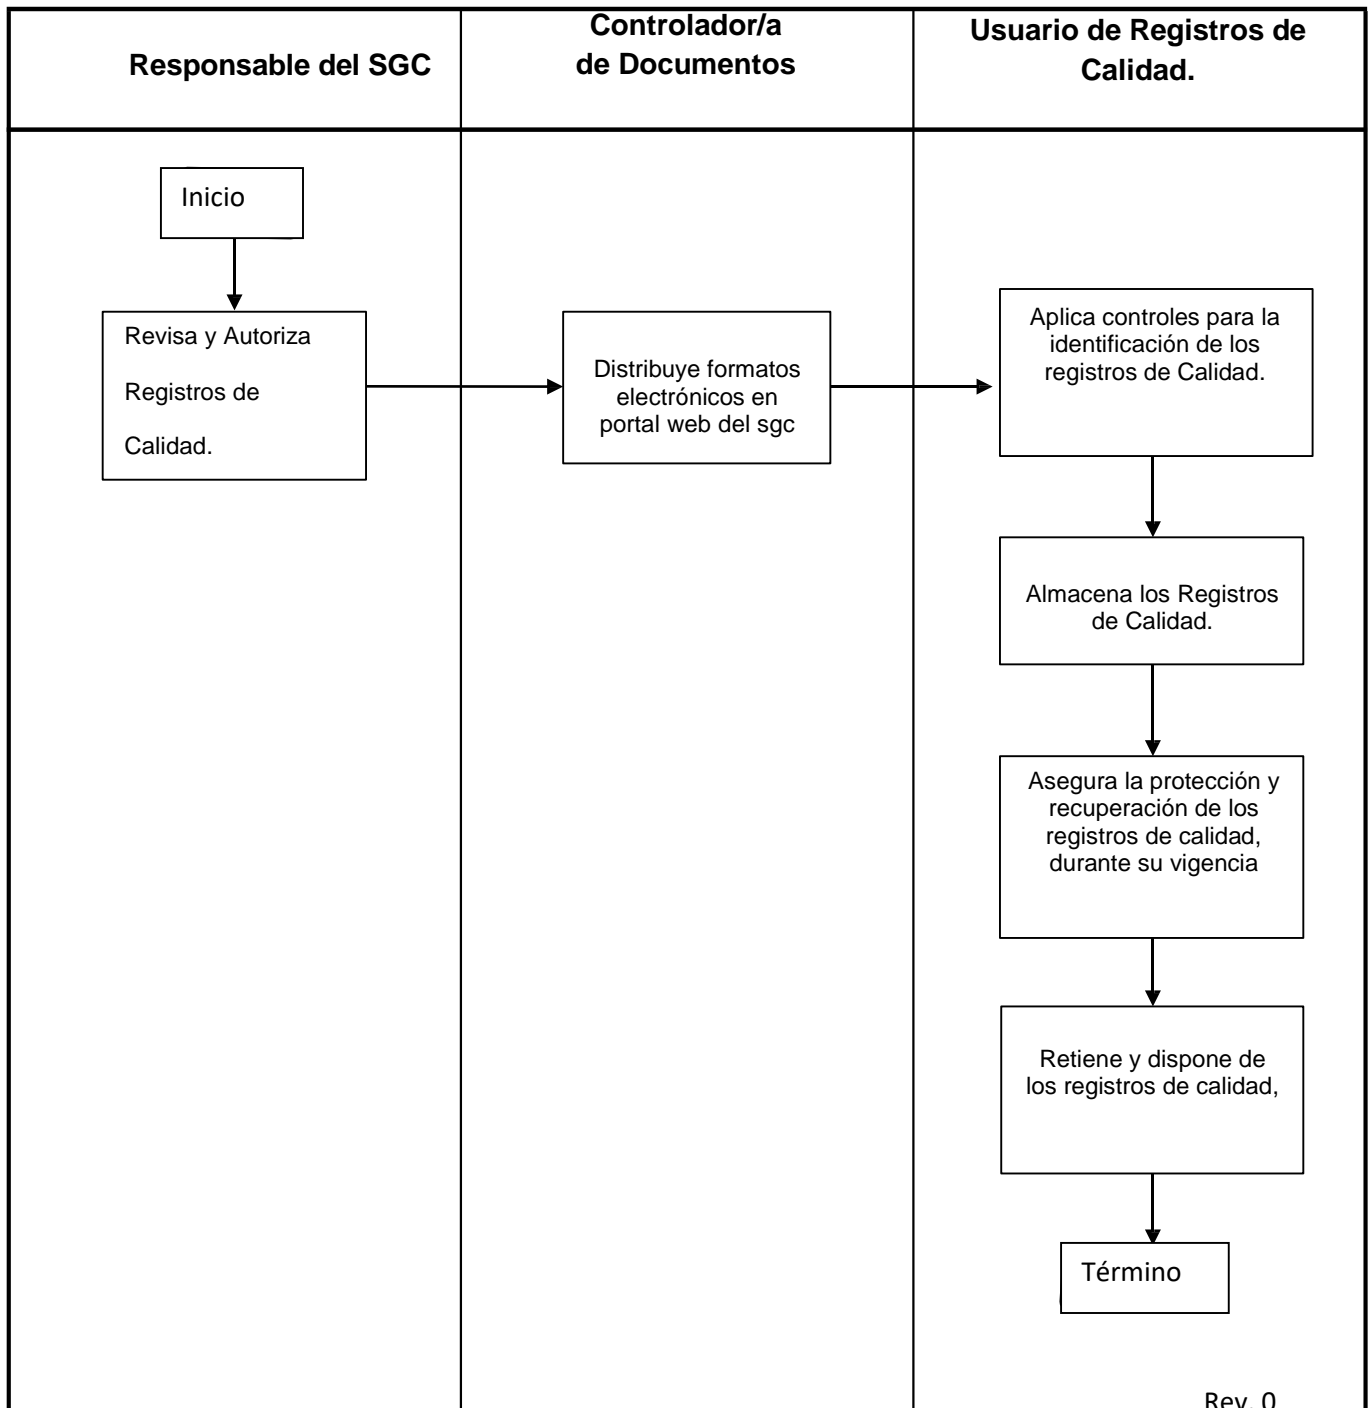 Responsable del SGC
Controlador/a
de Documentos
Usuario de Registros de
Calidad.
Inicio
Revisa y Autoriza
Registros de
Calidad.
Distribuye formatos
electrónicos en
portal web del sgc
Aplica controles para la
identificación de los
registros de Calidad.
Almacena los Registros
de Calidad.
Asegura la protección y
recuperación de los
registros de calidad,
durante su vigencia
Retiene y dispone de
los registros de calidad,
Término
Rev. 0